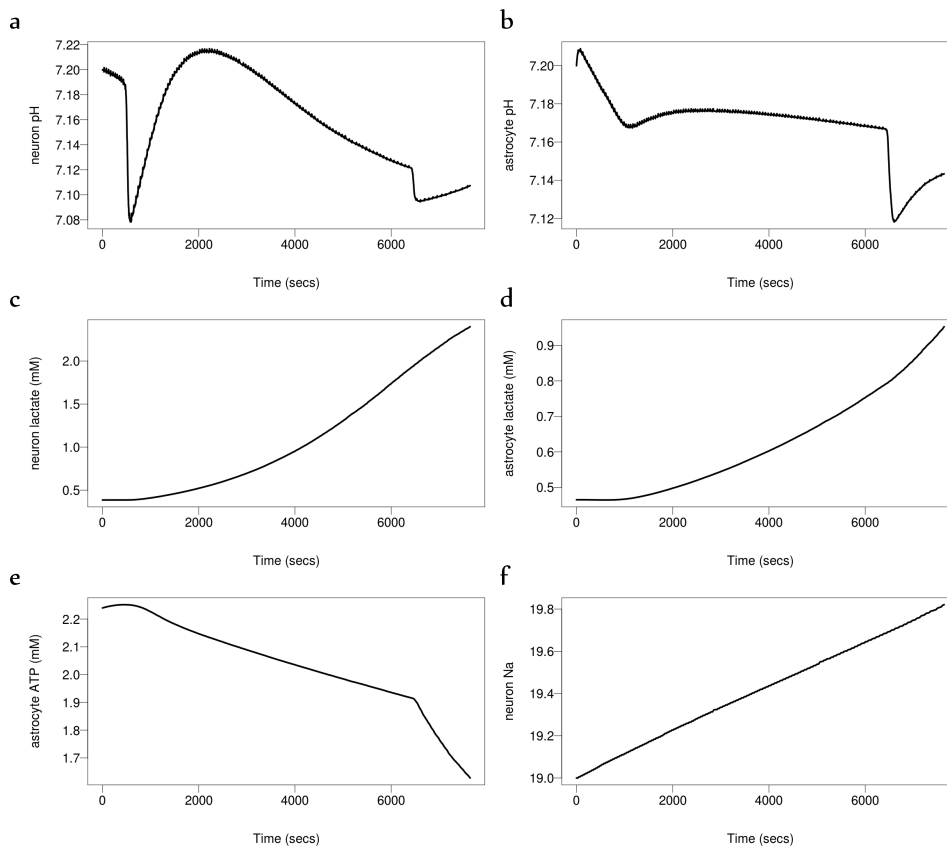 a
neuron pH
7.22
7.20
7.18
7.16
7.14
7.12
7.10
7.08
0 2000 4000 6000
Time (secs)
b
astrocyte pH
7.20
7.18
7.16
7.14
7.12
0 2000 4000 6000
Time (secs)
c
neuron lactate (mM)
2.0
1.5
1.0
0.5
0 2000 4000 6000
Time (secs)
d
astrocyte lactate (mM)
0.9
0.8
0.7
0.6
0.5
0 2000 4000 6000
Time (secs)
e
astrocyte ATP (mM)
2.2
2.1
2.0
1.9
1.8
1.7
0 2000 4000 6000
Time (secs)
f
neuron Na
19.8
19.6
19.4
19.2
19.0
0 2000 4000 6000
Time (secs)